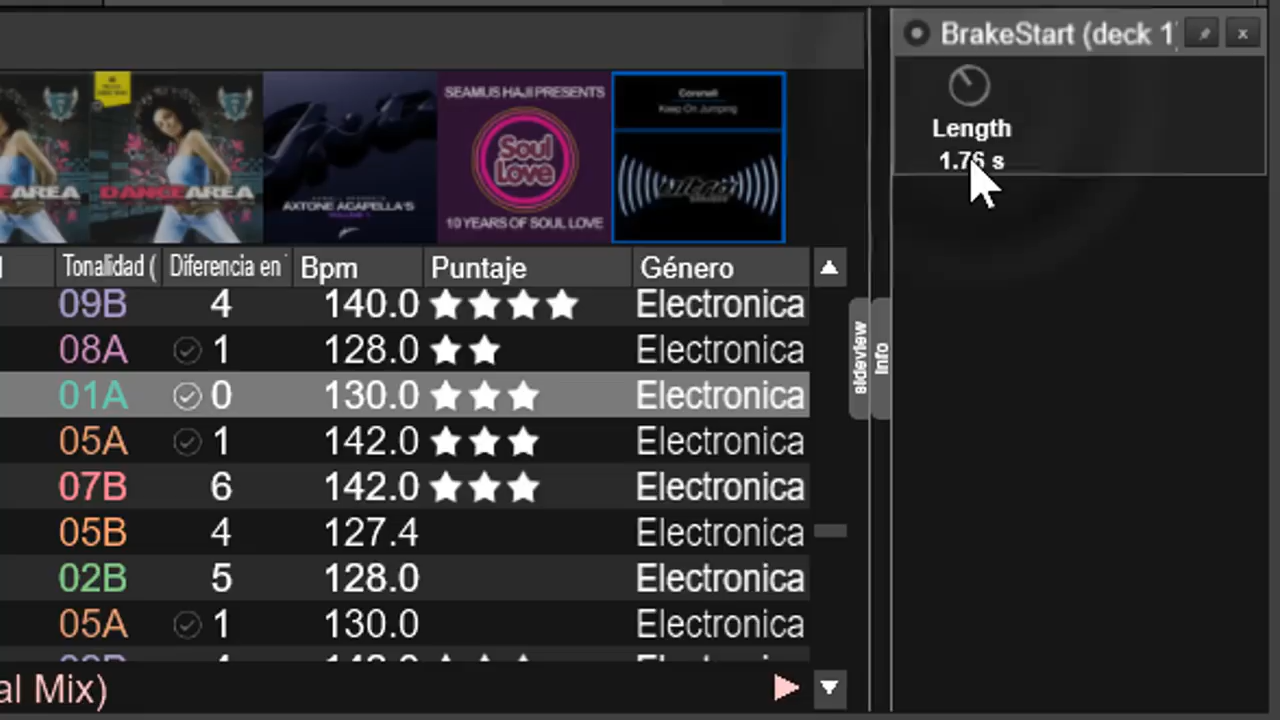 BrakeStart (deck 1)
Length
1.76 s
DANCEAREA
AXTONE ACAPELLA'S
SEAMUS HAJI PRESENTS
Soul
Love
10 YEARS OF SOUL LOVE
Keep On Jumping
Tonalidad ( Diferencia en Bpm Puntaje Género
09B 4 140.0 ★★★★ Electronica
08A 1 128.0 ★★ Electronica
01A 0 130.0 ★★★ Electronica
05A 1 142.0 ★★★ Electronica
07B 6 142.0 ★★★ Electronica
05B 4 127.4 Electronica
02B 5 128.0 Electronica
05A 1 130.0 Electronica
al Mix)
sideview
info